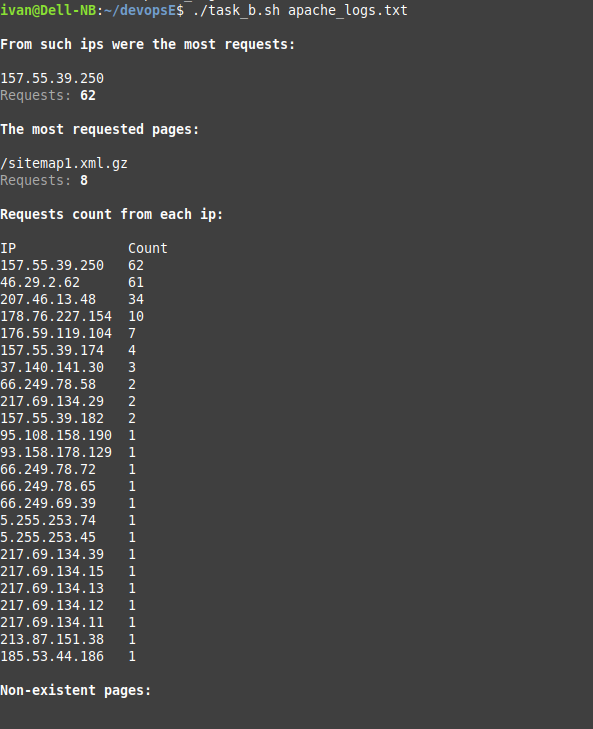 ivan@Dell-NB:~/devopsE$ ./task_b.sh apache_logs.txt
From such ips were the most requests:
157.55.39.250
Requests: 62
The most requested pages:
/sitemap1.xml.gz
Requests: 8
Requests count from each ip:
IP Count
157.55.39.250 62
46.29.2.62 61
207.46.13.48 34
178.76.227.154 10
176.59.119.104 7
157.55.39.174 4
37.140.141.30 3
66.249.78.58 2
217.69.134.29 2
157.55.39.182 2
95.108.158.190 1
93.158.178.129 1
66.249.78.72 1
66.249.78.65 1
66.249.69.39 1
5.255.253.74 1
5.255.253.45 1
217.69.134.39 1
217.69.134.15 1
217.69.134.13 1
217.69.134.12 1
217.69.134.11 1
213.87.151.38 1
185.53.44.186 1
Non-existent pages: